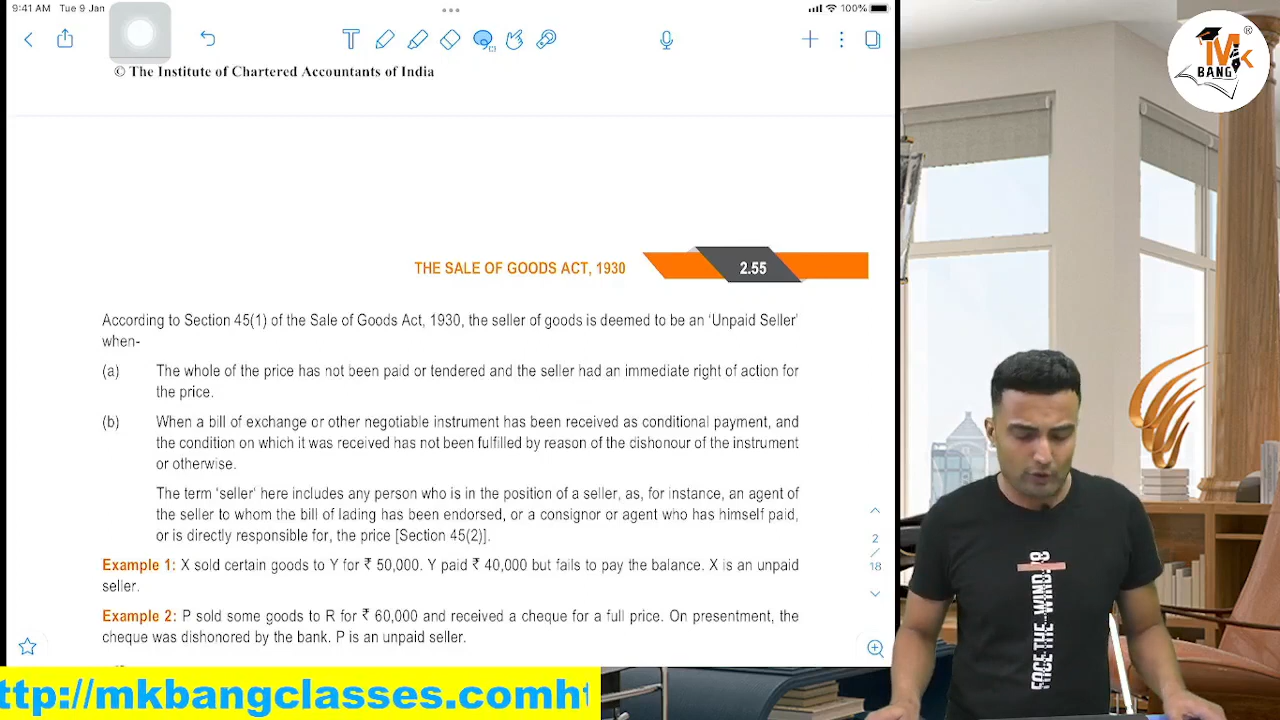 9:41 AM Tue 9 Jan
100%
© The Institute of Chartered Accountants of India
THE SALE OF GOODS ACT, 1930
2.55
According to Section 45(1) of the Sale of Goods Act, 1930, the seller of goods is deemed to be an ‘Unpaid Seller’
when-
(a) The whole of the price has not been paid or tendered and the seller had an immediate right of action for
the price.
(b) When a bill of exchange or other negotiable instrument has been received as conditional payment, and
the condition on which it was received has not been fulfilled by reason of the dishonour of the instrument
or otherwise.
The term ‘seller’ here includes any person who is in the position of a seller, as, for instance, an agent of
the seller to whom the bill of lading has been endorsed, or a consignor or agent who has himself paid,
or is directly responsible for, the price [Section 45(2)].
Example 1: X sold certain goods to Y for ₹ 50,000. Y paid ₹ 40,000 but fails to pay the balance. X is an unpaid
seller.
Example 2: P sold some goods to R for ₹ 60,000 and received a cheque for a full price. On presentment, the
cheque was dishonored by the bank. P is an unpaid seller.
2
/
18
ttp://mkbangclasses.comht
MK
BANG
®
FACE THE WIND